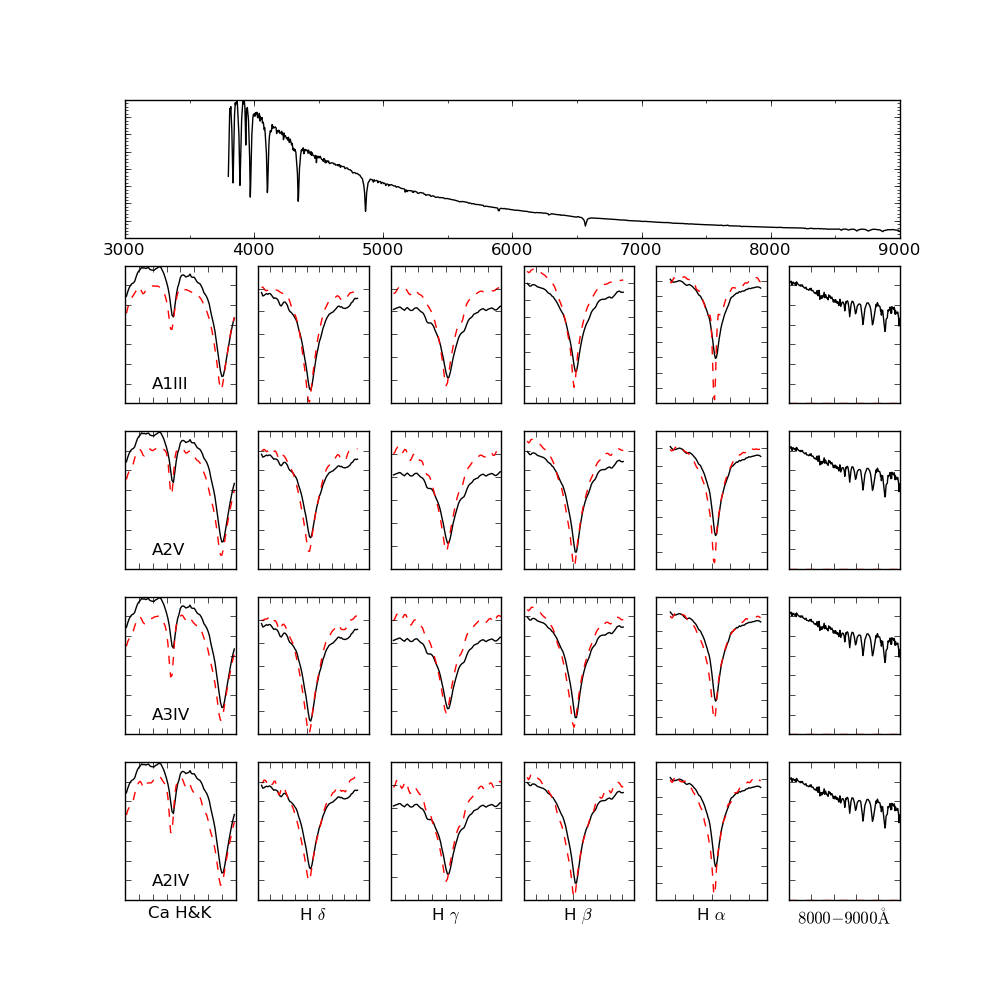 3000 4000 5000 6000 7000 8000 9000
A1III
A2V
A3IV
A2IV
Ca H&K H δ H γ H β H α 8000−9000Å